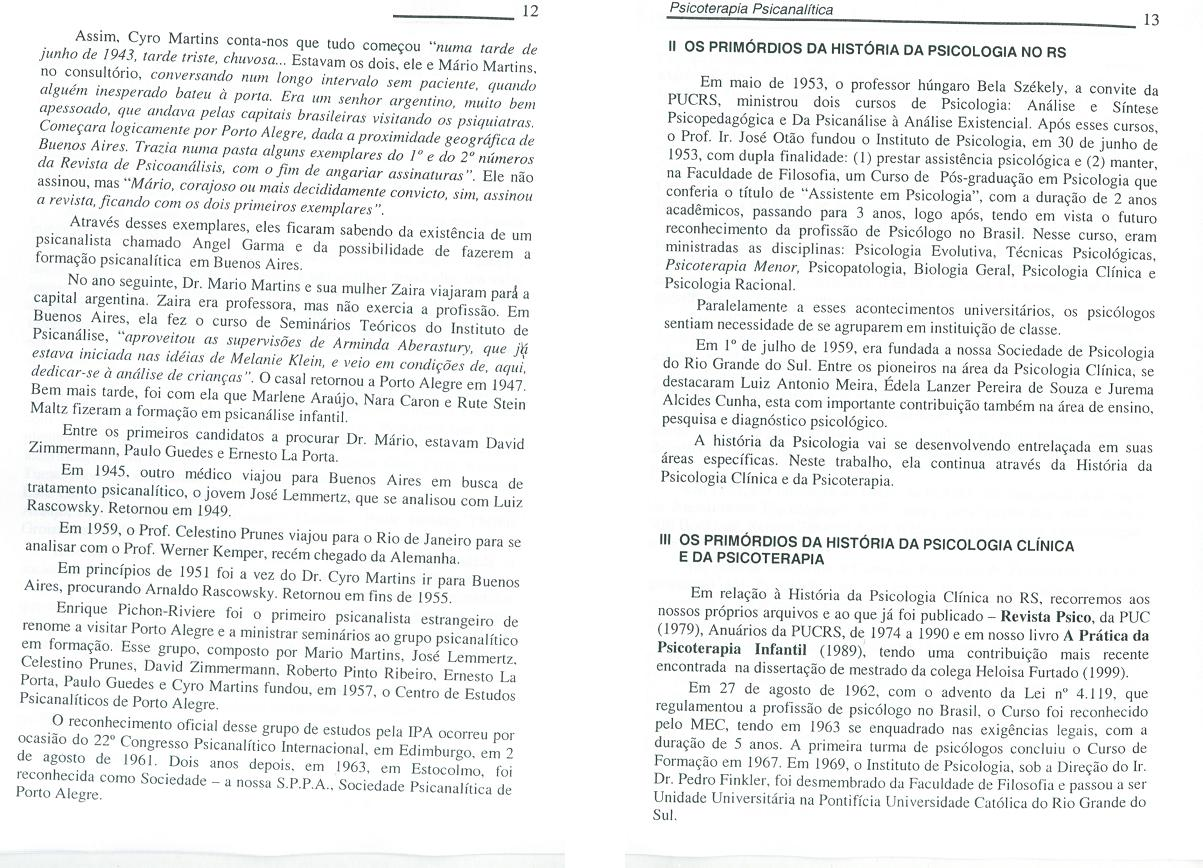 12
Assim, Cyro Martins conta-nos que tudo começou “numa tarde de
junho de 1943, tarde triste, chuvosa... Estavam os dois, ele e Mário Martins,
no consultório, conversando num longo intervalo sem paciente, quando
alguém inesperado bateu à porta. Era um senhor argentino, muito bem
apessoado, que andava pelas capitais brasileiras visitando os psiquiatras.
Começara logicamente por Porto Alegre, dada a proximidade geográfica de
Buenos Aires. Trazia numa pasta alguns exemplares do 1º e do 2º números
da Revista de Psicoanálisis, com o fim de angariar assinaturas”. Ele não
assinou, mas “Mário, corajoso ou mais decididamente convicto, sim, assinou
a revista, ficando com os dois primeiros exemplares”.
Através desses exemplares, eles ficaram sabendo da existência de um
psicanalista chamado Angel Garma e da possibilidade de fazerem a
formação psicanalítica em Buenos Aires.
No ano seguinte, Dr. Mario Martins e sua mulher Zaira viajaram para a
capital argentina. Zaira era professora, mas não exercia a profissão. Em
Buenos Aires, ela fez o curso de Seminários Teóricos do Instituto de
Psicanálise, “aproveitou as supervisões de Arminda Aberastury, que já
estava iniciada nas idéias de Melanie Klein, e veio em condições de, aqui,
dedicar-se à análise de crianças”. O casal retornou a Porto Alegre em 1947.
Bem mais tarde, foi com ela que Marlene Araújo, Nara Caron e Rute Stein
Maltz fizeram a formação em psicanálise infantil.
Entre os primeiros candidatos a procurar Dr. Mário, estavam David
Zimmermann, Paulo Guedes e Ernesto La Porta.
Em 1945, outro médico viajou para Buenos Aires em busca de
tratamento psicanalítico, o jovem José Lemmertz, que se analisou com Luiz
Rascowsky. Retornou em 1949.
Em 1959, o Prof. Celestino Prunes viajou para o Rio de Janeiro para se
analisar com o Prof. Werner Kemper, recém chegado da Alemanha.
Em princípios de 1951 foi a vez do Dr. Cyro Martins ir para Buenos
Aires, procurando Arnaldo Rascowsky. Retornou em fins de 1955.
Enrique Pichon-Riviere foi o primeiro psicanalista estrangeiro de
renome a visitar Porto Alegre e a ministrar seminários ao grupo psicanalítico
em formação. Esse grupo, composto por Mario Martins, José Lemmertz,
Celestino Prunes, David Zimmermann, Roberto Pinto Ribeiro, Ernesto La
Porta, Paulo Guedes e Cyro Martins fundou, em 1957, o Centro de Estudos
Psicanalíticos de Porto Alegre.
O reconhecimento oficial desse grupo de estudos pela IPA ocorreu por
ocasião do 22º Congresso Psicanalítico Internacional, em Edimburgo, em 2
de agosto de 1961. Dois anos depois, em 1963, em Estocolmo, foi
reconhecida como Sociedade – a nossa S.P.P.A., Sociedade Psicanalítica de
Porto Alegre.
Psicoterapia Psicanalítica
13
II OS PRIMÓRDIOS DA HISTÓRIA DA PSICOLOGIA NO RS
Em maio de 1953, o professor húngaro Bela Székely, a convite da
PUCRS, ministrou dois cursos de Psicologia: Análise e Síntese
Psicopedagógica e Da Psicanálise à Análise Existencial. Após esses cursos,
o Prof. Ir. José Otão fundou o Instituto de Psicologia, em 30 de junho de
1953, com dupla finalidade: (1) prestar assistência psicológica e (2) manter,
na Faculdade de Filosofia, um Curso de Pós-graduação em Psicologia que
conferia o título de “Assistente em Psicologia”, com a duração de 2 anos
acadêmicos, passando para 3 anos, logo após, tendo em vista o futuro
reconhecimento da profissão de Psicólogo no Brasil. Nesse curso, eram
ministradas as disciplinas: Psicologia Evolutiva, Técnicas Psicológicas,
Psicoterapia Menor, Psicopatologia, Biologia Geral, Psicologia Clínica e
Psicologia Racional.
Paralelamente a esses acontecimentos universitários, os psicólogos
sentiam necessidade de se agruparem em instituição de classe.
Em 1º de julho de 1959, era fundada a nossa Sociedade de Psicologia
do Rio Grande do Sul. Entre os pioneiros na área da Psicologia Clínica, se
destacaram Luiz Antonio Meira, Édela Lanzer Pereira de Souza e Jurema
Alcides Cunha, esta com importante contribuição também na área de ensino,
pesquisa e diagnóstico psicológico.
A história da Psicologia vai se desenvolvendo entrelaçada em suas
áreas específicas. Neste trabalho, ela continua através da História da
Psicologia Clínica e da Psicoterapia.
III OS PRIMÓRDIOS DA HISTÓRIA DA PSICOLOGIA CLÍNICA
E DA PSICOTERAPIA
Em relação à História da Psicologia Clínica no RS, recorremos aos
nossos próprios arquivos e ao que já foi publicado – Revista Psico, da PUC
(1979), Anuários da PUCRS, de 1974 a 1990 e em nosso livro A Prática da
Psicoterapia Infantil (1989), tendo uma contribuição mais recente
encontrada na dissertação de mestrado da colega Heloisa Furtado (1999).
Em 27 de agosto de 1962, com o advento da Lei nº 4.119, que
regulamentou a profissão de psicólogo no Brasil, o Curso foi reconhecido
pelo MEC, tendo em 1963 se enquadrado nas exigências legais, com a
duração de 5 anos. A primeira turma de psicólogos concluiu o Curso de
Formação em 1967. Em 1969, o Instituto de Psicologia, sob a Direção do Ir.
Dr. Pedro Finkler, foi desmembrado da Faculdade de Filosofia e passou a ser
Unidade Universitária na Pontifícia Universidade Católica do Rio Grande do
Sul.